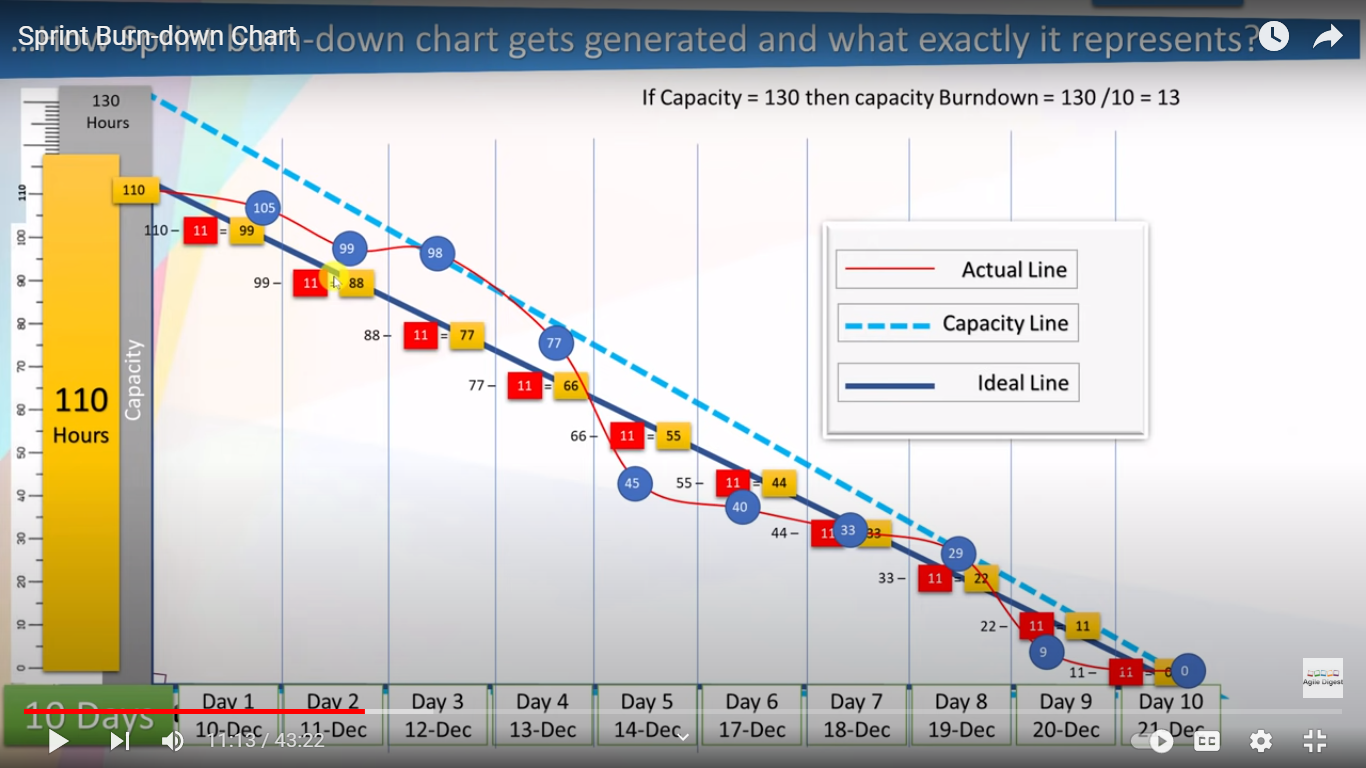 Sprint Burn-down Chart
...How Sprint burn-down chart gets generated and what exactly it represents?
If Capacity = 130 then capacity Burndown = 130 /10 = 13
130
Hours
110
110
100
90
80
70
60
50
40
30
20
10
0
110
Hours
Capacity
105
110 – 11 = 99
99
99 – 11 = 88
98
88 – 11 = 77
77
77 – 11 = 66
66 – 11 = 55
45
55 – 11 = 44
40
44 – 11 33
33
33 – 11 = 22
29
22 – 11 11
9
11 – 11 = 0
0
Actual Line
Capacity Line
Ideal Line
Agile Digest
10 Days
Day 1
10-Dec
Day 2
11-Dec
Day 3
12-Dec
Day 4
13-Dec
Day 5
14-Dec
Day 6
17-Dec
Day 7
18-Dec
Day 8
19-Dec
Day 9
20-Dec
Day 10
21-Dec
11:13 / 43:22
CC